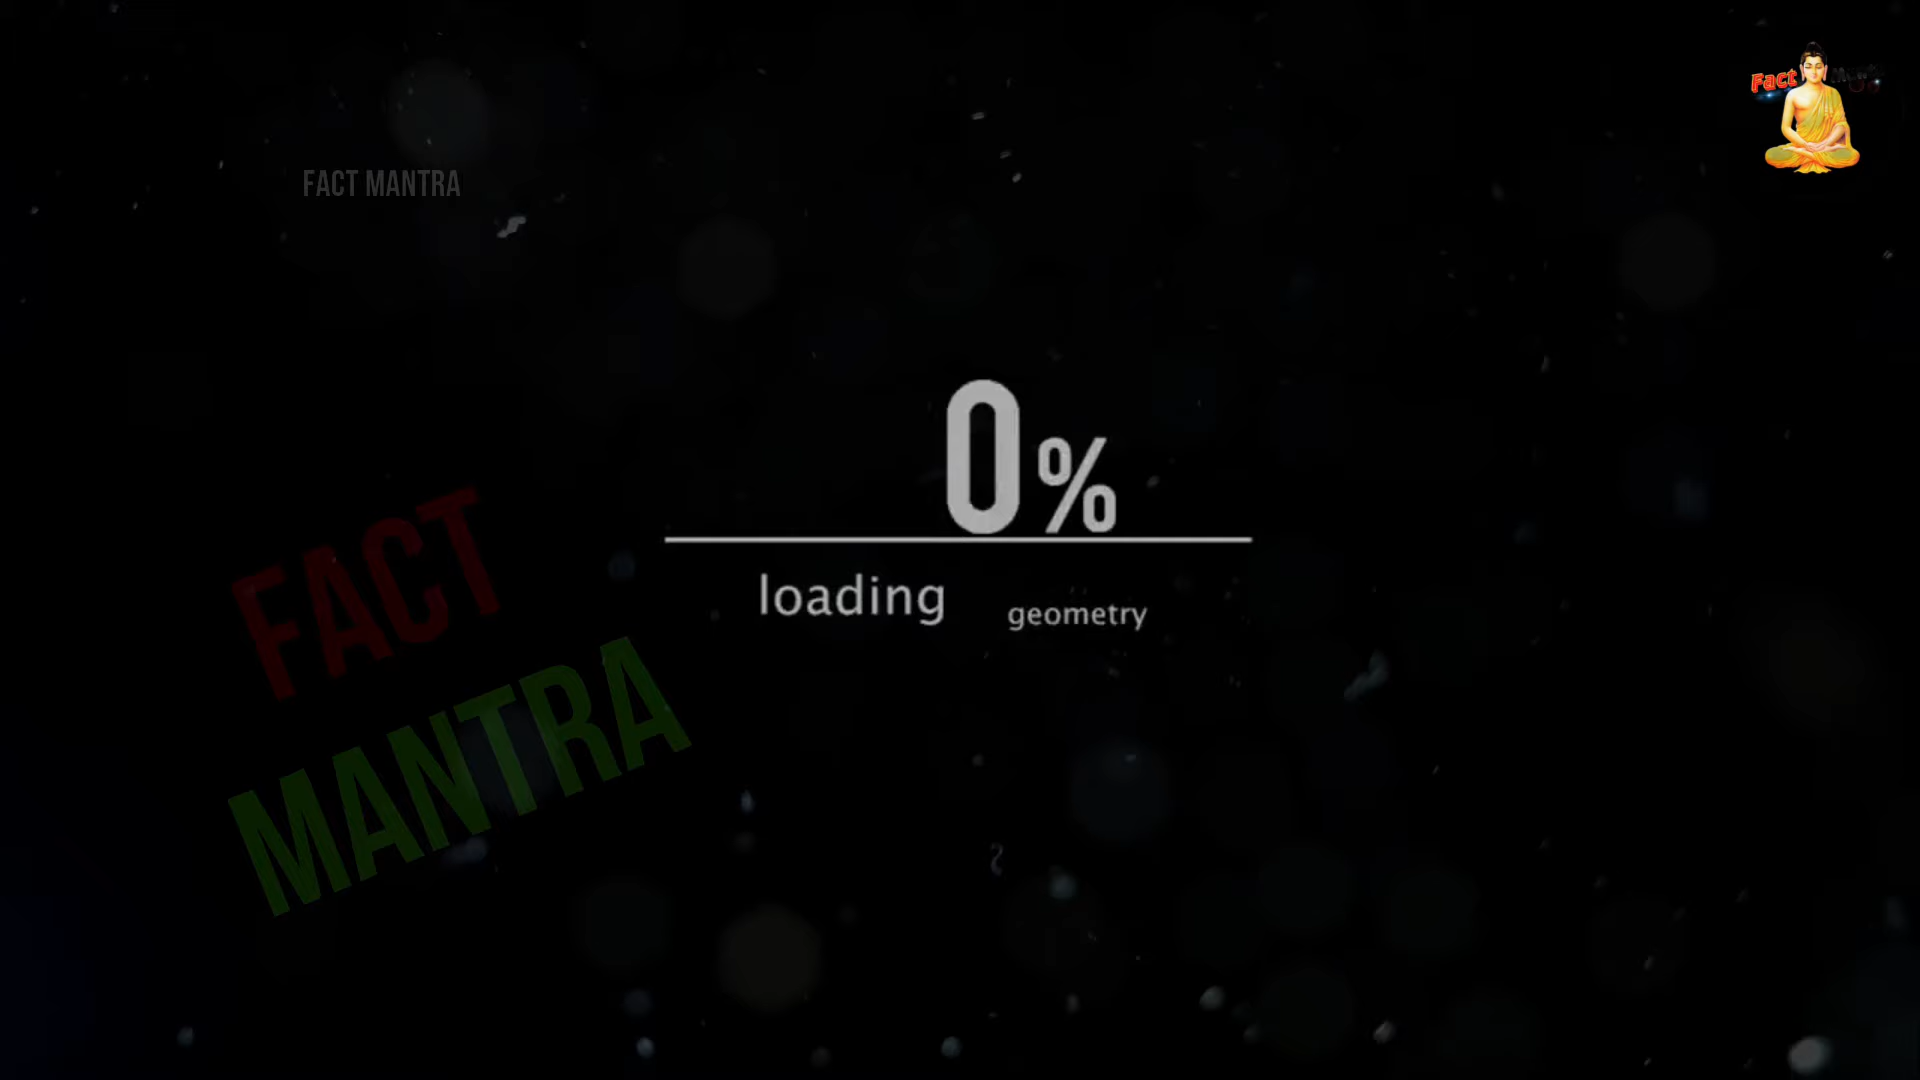 Fact
FACT MANTRA
0%
loading geometry
FACT
MANTRA